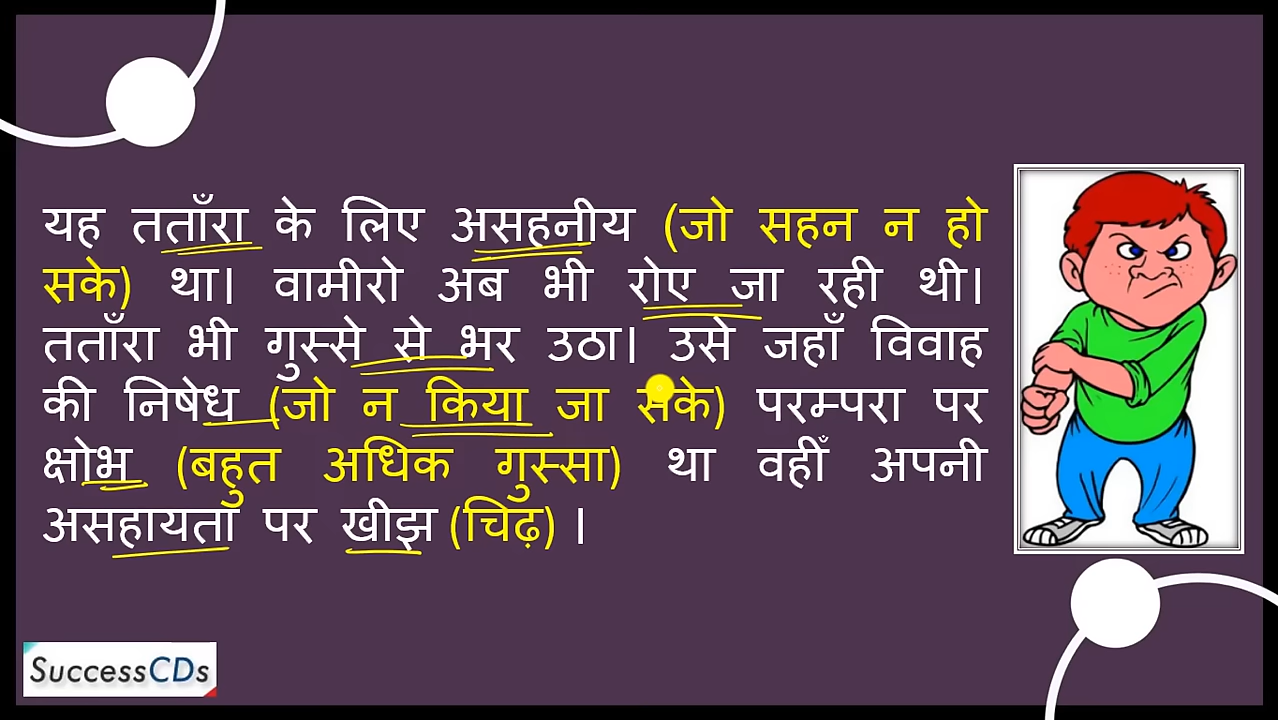 यह तताँरा के लिए असहनीय (जो सहन न हो
सके) था। वामीरो अब भी रोए जा रही थी।
तताँरा भी गुस्से से भर उठा। उसे जहाँ विवाह
की निषेध (जो न किया जा सके) परम्परा पर
क्षोभ (बहुत अधिक गुस्सा) था वहीँ अपनी
असहायता पर खीझ (चिढ़) ।
SuccessCDs